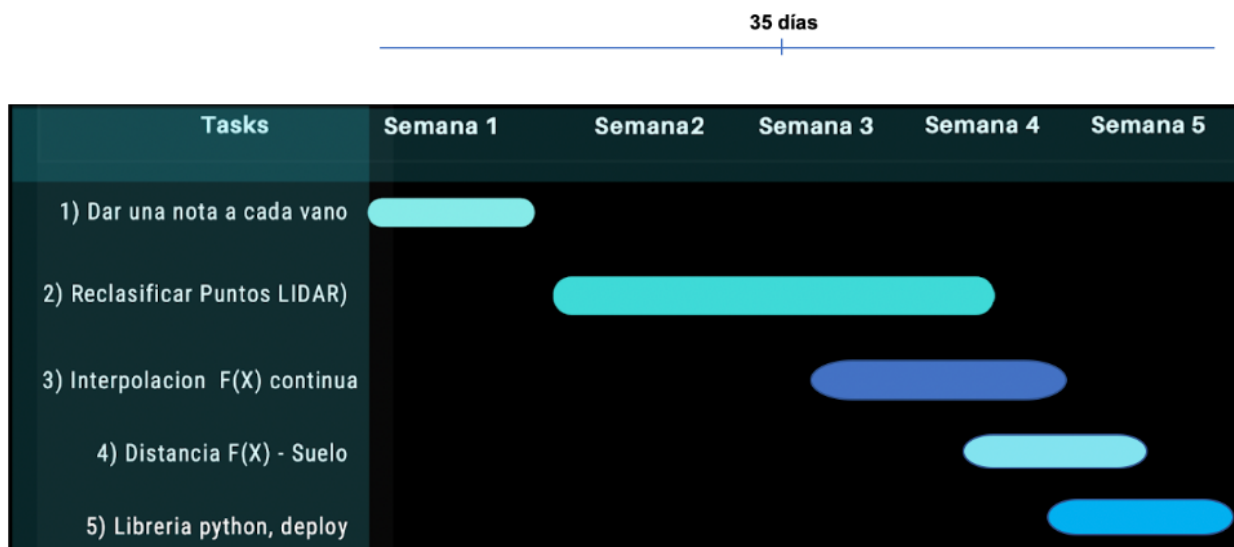 35 días
Tasks Semana 1 Semana2 Semana 3 Semana 4 Semana 5
1) Dar una nota a cada vano
2) Reclasificar Puntos LIDAR)
3) Interpolacion F(X) continua
4) Distancia F(X) - Suelo
5) Libreria python, deploy